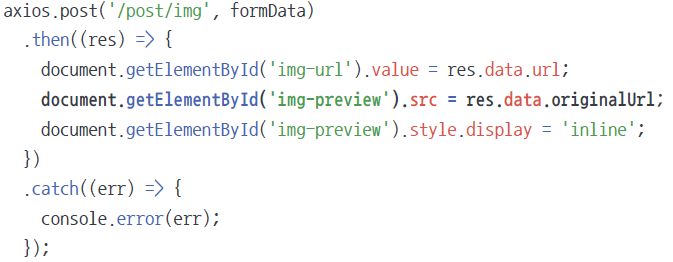 axios.post('/post/img', formData)
.then((res) => {
document.getElementById('img-url').value = res.data.url;
document.getElementById('img-preview').src = res.data.originalUrl;
document.getElementById('img-preview').style.display = 'inline';
})
.catch((err) => {
console.error(err);
});